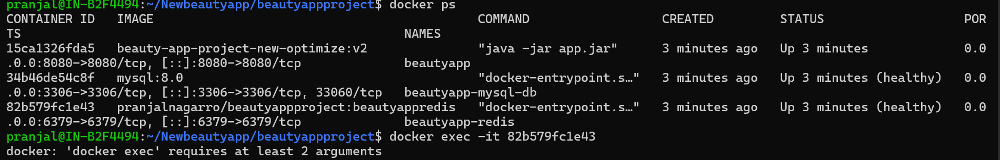 pranjal@IN-B2F4494:~/Newbeautyapp/beautyappproject$ docker ps
CONTAINER ID   IMAGE                                            COMMAND                  CREATED         STATUS                   POR
TS                                                    NAMES
15ca1326fda5   beauty-app-project-new-optimize:v2               "java -jar app.jar"      3 minutes ago   Up 3 minutes             0.0
.0.0:8080->8080/tcp, [::]:8080->8080/tcp              beautyapp
34b46de54c8f   mysql:8.0                                        "docker-entrypoint.s…"   3 minutes ago   Up 3 minutes (healthy)   0.0
.0.0:3306->3306/tcp, [::]:3306->3306/tcp, 33060/tcp   beautyapp-mysql-db
82b579fc1e43   pranjalnagarro/beautyappproject:beautyappredis   "docker-entrypoint.s…"   3 minutes ago   Up 3 minutes (healthy)   0.0
.0.0:6379->6379/tcp, [::]:6379->6379/tcp              beautyapp-redis
pranjal@IN-B2F4494:~/Newbeautyapp/beautyappproject$ docker exec -it 82b579fc1e43
docker: 'docker exec' requires at least 2 arguments